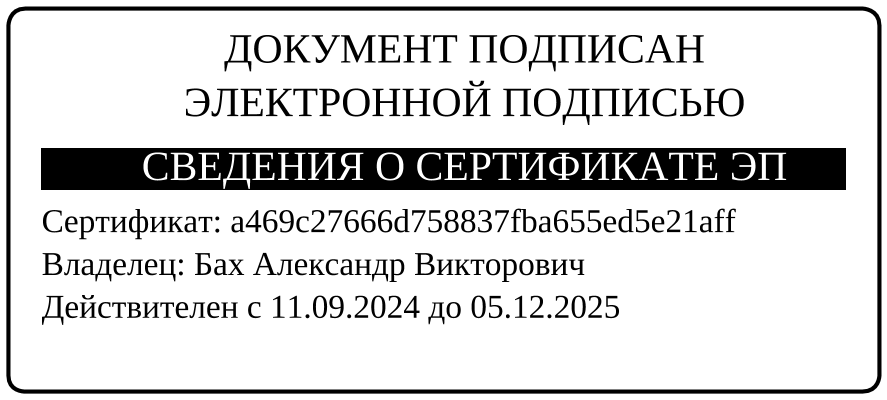 ДОКУМЕНТ ПОДПИСАН
ЭЛЕКТРОННОЙ ПОДПИСЬЮ
СВЕДЕНИЯ О СЕРТИФИКАТЕ ЭП
Сертификат: a469c27666d758837fba655ed5e21aff
Владелец: Бах Александр Викторович
Действителен с 11.09.2024 до 05.12.2025